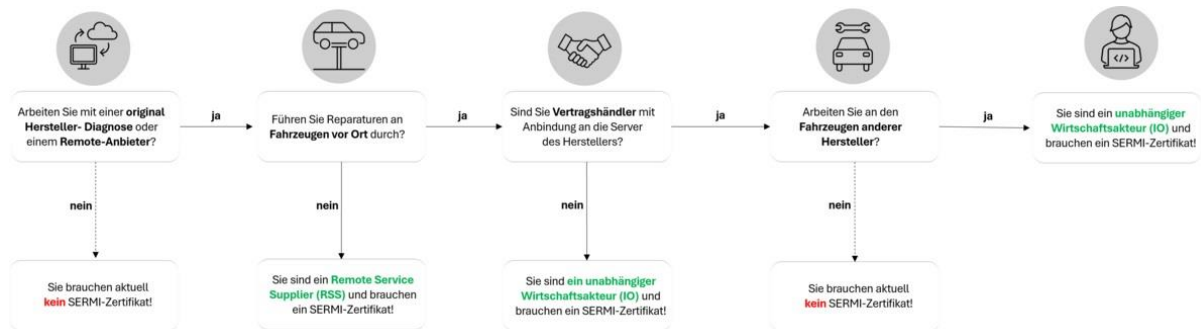 Arbeiten Sie mit einer original
Hersteller- Diagnose oder
einem Remote-Anbieter?
ja
Führen Sie Reparaturen an
Fahrzeugen vor Ort durch?
ja
Sind Sie Vertragshändler mit
Anbindung an die Server
des Herstellers?
ja
Arbeiten Sie an den
Fahrzeugen anderer
Hersteller?
ja
Sie sind ein unabhängiger
Wirtschaftsakteur (IO) und
brauchen ein SERMI-Zertifikat!
nein
nein
nein
nein
Sie brauchen aktuell
kein SERMI-Zertifikat!
Sie sind ein Remote Service
Supplier (RSS) und brauchen
ein SERMI-Zertifikat!
Sie sind ein unabhängiger
Wirtschaftsakteur (IO) und
brauchen ein SERMI-Zertifikat!
Sie brauchen aktuell
kein SERMI-Zertifikat!